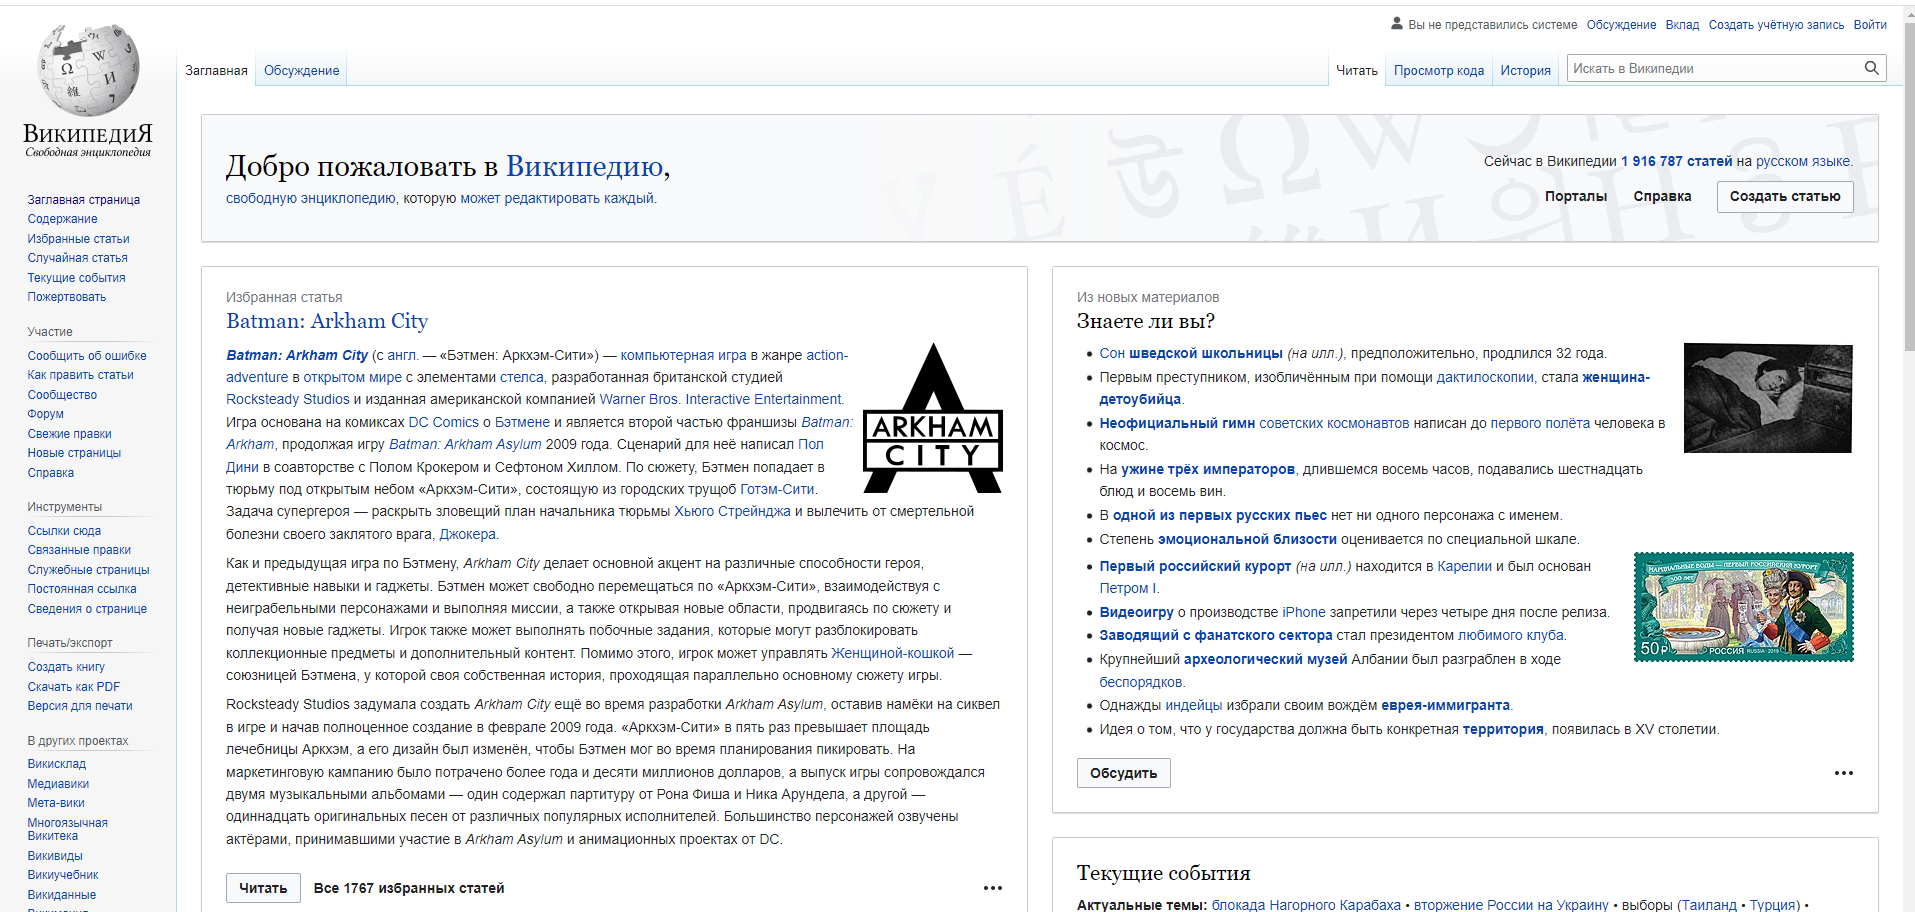 Вы не представились системе Обсуждение Вклад Создать учётную запись Войти
ВикипедиЯ
Свободная энциклопедия
Заглавная Обсуждение
Читать Просмотр кода История Искать в Википедии
Заглавная страница
Содержание
Избранные статьи
Случайная статья
Текущие события
Пожертвовать
Участие
Сообщить об ошибке
Как править статьи
Сообщество
Форум
Свежие правки
Новые страницы
Справка
Инструменты
Ссылки сюда
Связанные правки
Служебные страницы
Постоянная ссылка
Сведения о странице
Печать/экспорт
Создать книгу
Скачать как PDF
Версия для печати
В других проектах
Викисклад
Медиавики
Мета-вики
Многоязычная
Викитека
Викивиды
Викиучебник
Викиданные
Добро пожаловать в Википедию,
свободную энциклопедию, которую может редактировать каждый.
Сейчас в Википедии 1 916 787 статей на русском языке.
Порталы Справка Создать статью
Избранная статья
Batman: Arkham City
Batman: Arkham City (с англ. — «Бэтмен: Аркхэм-Сити») — компьютерная игра в жанре action-
adventure в открытом мире с элементами стелса, разработанная британской студией
Rocksteady Studios и изданная американской компанией Warner Bros. Interactive Entertainment.
Игра основана на комиксах DC Comics о Бэтмене и является второй частью франшизы Batman:
Arkham, продолжая игру Batman: Arkham Asylum 2009 года. Сценарий для неё написал Пол
Дини в соавторстве с Полом Крокером и Сефтоном Хиллом. По сюжету, Бэтмен попадает в
тюрьму под открытым небом «Аркхэм-Сити», состоящую из городских трущоб Готэм-Сити.
Задача супергероя — раскрыть зловещий план начальника тюрьмы Хьюго Стрейнджа и вылечить от смертельной
болезни своего заклятого врага, Джокера.
ARKHAM
CITY
Как и предыдущая игра по Бэтмену, Arkham City делает основной акцент на различные способности героя,
детективные навыки и гаджеты. Бэтмен может свободно перемещаться по «Аркхэм-Сити», взаимодействуя с
неиграбельными персонажами и выполняя миссии, а также открывая новые области, продвигаясь по сюжету и
получая новые гаджеты. Игрок также может выполнять побочные задания, которые могут разблокировать
коллекционные предметы и дополнительный контент. Помимо этого, игрок может управлять Женщиной-кошкой —
союзницей Бэтмена, у которой своя собственная история, проходящая параллельно основному сюжету игры.
Rocksteady Studios задумала создать Arkham City ещё во время разработки Arkham Asylum, оставив намёки на сиквел
в игре и начав полноценное создание в феврале 2009 года. «Аркхэм-Сити» в пять раз превышает площадь
лечебницы Аркхэм, а его дизайн был изменён, чтобы Бэтмен мог во время планирования пикировать. На
маркетинговую кампанию было потрачено более года и десяти миллионов долларов, а выпуск игры сопровождался
двумя музыкальными альбомами — один содержал партитуру от Рона Фиша и Ника Арундела, а другой —
одиннадцать оригинальных песен от различных популярных исполнителей. Большинство персонажей озвучены
актёрами, принимавшими участие в Arkham Asylum и анимационных проектах от DC.
Читать Все 1767 избранных статей
Из новых материалов
Знаете ли вы?
Сон шведской школьницы (на илл.), предположительно, продлился 32 года.
Первым преступником, изобличённым при помощи дактилоскопии, стала женщина-
детоубийца.
Неофициальный гимн советских космонавтов написан до первого полёта человека в
космос.
На ужине трёх императоров, длившемся восемь часов, подавались шестнадцать
блюд и восемь вин.
В одной из первых русских пьес нет ни одного персонажа с именем.
Степень эмоциональной близости оценивается по специальной шкале.
Первый российский курорт (на илл.) находится в Карелии и был основан
Петром I.
Видеоигру о производстве iPhone запретили через четыре дня после релиза.
Заводящий с фанатского сектора стал президентом любимого клуба.
Крупнейший археологический музей Албании был разграблен в ходе
беспорядков.
Однажды индейцы избрали своим вождём еврея-иммигранта.
Идея о том, что у государства должна быть конкретная территория, появилась в XV столетии.
МАРЦИАЛЬНЫЕ ВОДЫ — ПЕРВЫЙ РОССИЙСКИЙ КУРОРТ
300 ЛЕТ
50₽ РОССИЯ RUSSIA · 2019
Обсудить
Текущие события
Актуальные темы: блокада Нагорного Карабаха • вторжение России на Украину • выборы (Таиланд • Турция) •